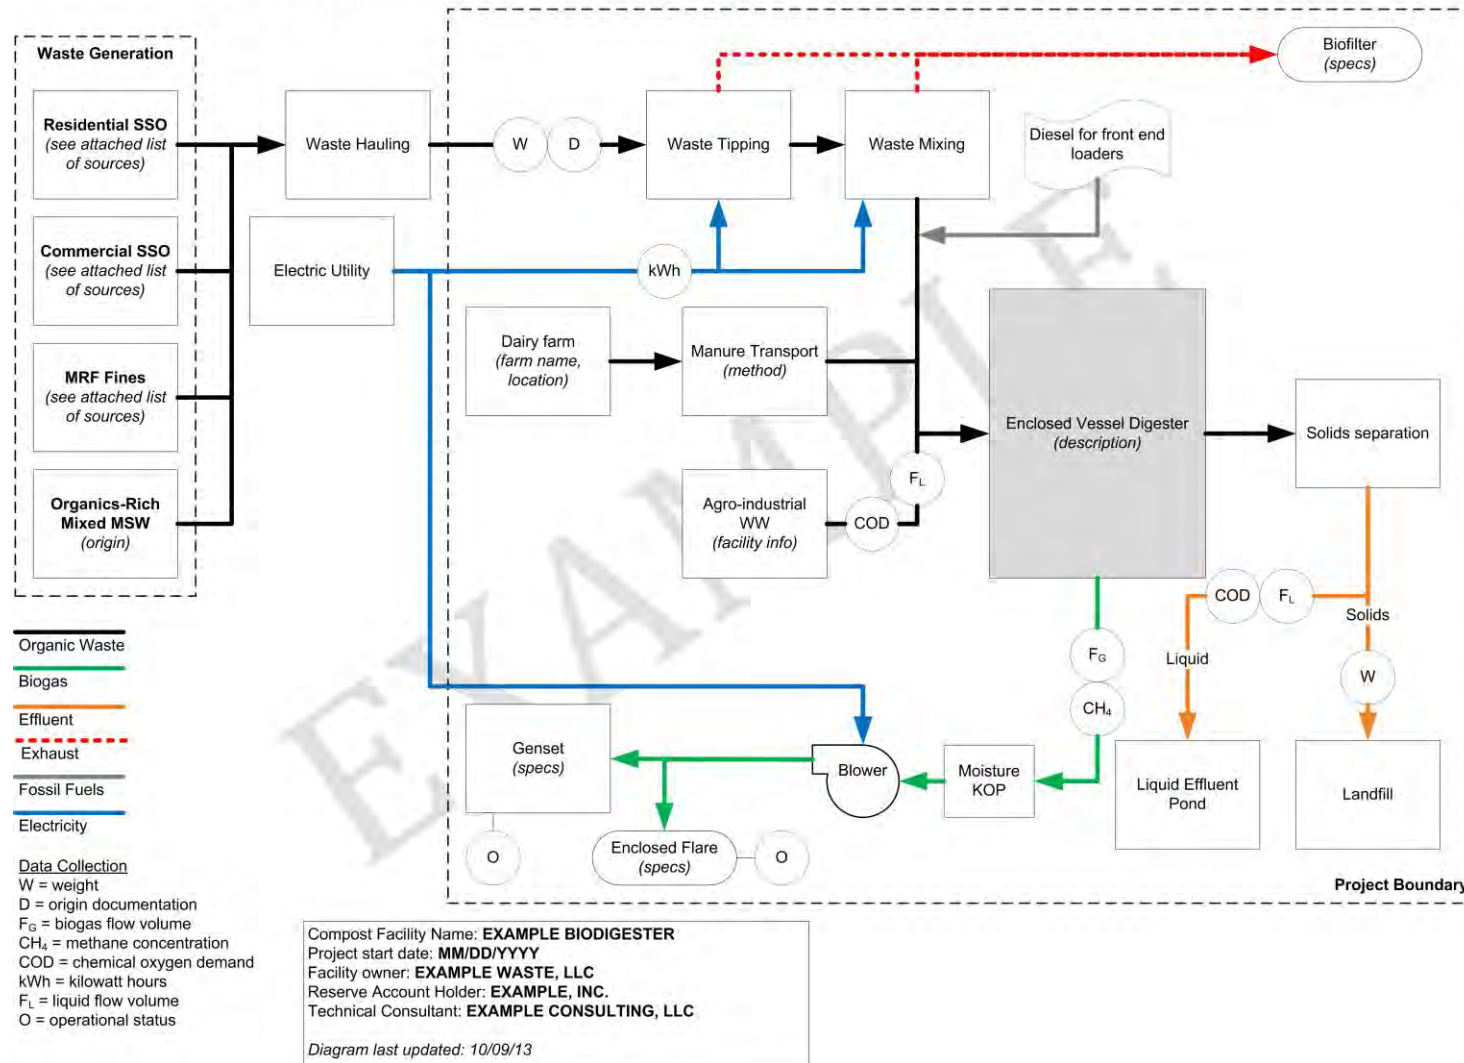 Waste Generation
Residential SSO
(see attached list
of sources)
Commercial SSO
(see attached list
of sources)
MRF Fines
(see attached list
of sources)
Organics-Rich
Mixed MSW
(origin)
Waste Hauling
Electric Utility
W
D
Waste Tipping
Waste Mixing
Biofilter
(specs)
Diesel for front end
loaders
kWh
Dairy farm
(farm name,
location)
Manure Transport
(method)
Enclosed Vessel Digester
(description)
Solids separation
FL
Agro-industrial
WW
(facility info)
COD
COD
FL
Solids
Liquid
W
FG
CH4
Genset
(specs)
Blower
Moisture
KOP
Liquid Effluent
Pond
Landfill
O
Enclosed Flare
(specs)
O
Project Boundary
EXAMPLE
Organic Waste
Biogas
Effluent
Exhaust
Fossil Fuels
Electricity
Data Collection
W = weight
D = origin documentation
FG = biogas flow volume
CH4 = methane concentration
COD = chemical oxygen demand
kWh = kilowatt hours
FL = liquid flow volume
O = operational status
Compost Facility Name: EXAMPLE BIODIGESTER
Project start date: MM/DD/YYYY
Facility owner: EXAMPLE WASTE, LLC
Reserve Account Holder: EXAMPLE, INC.
Technical Consultant: EXAMPLE CONSULTING, LLC
Diagram last updated: 10/09/13